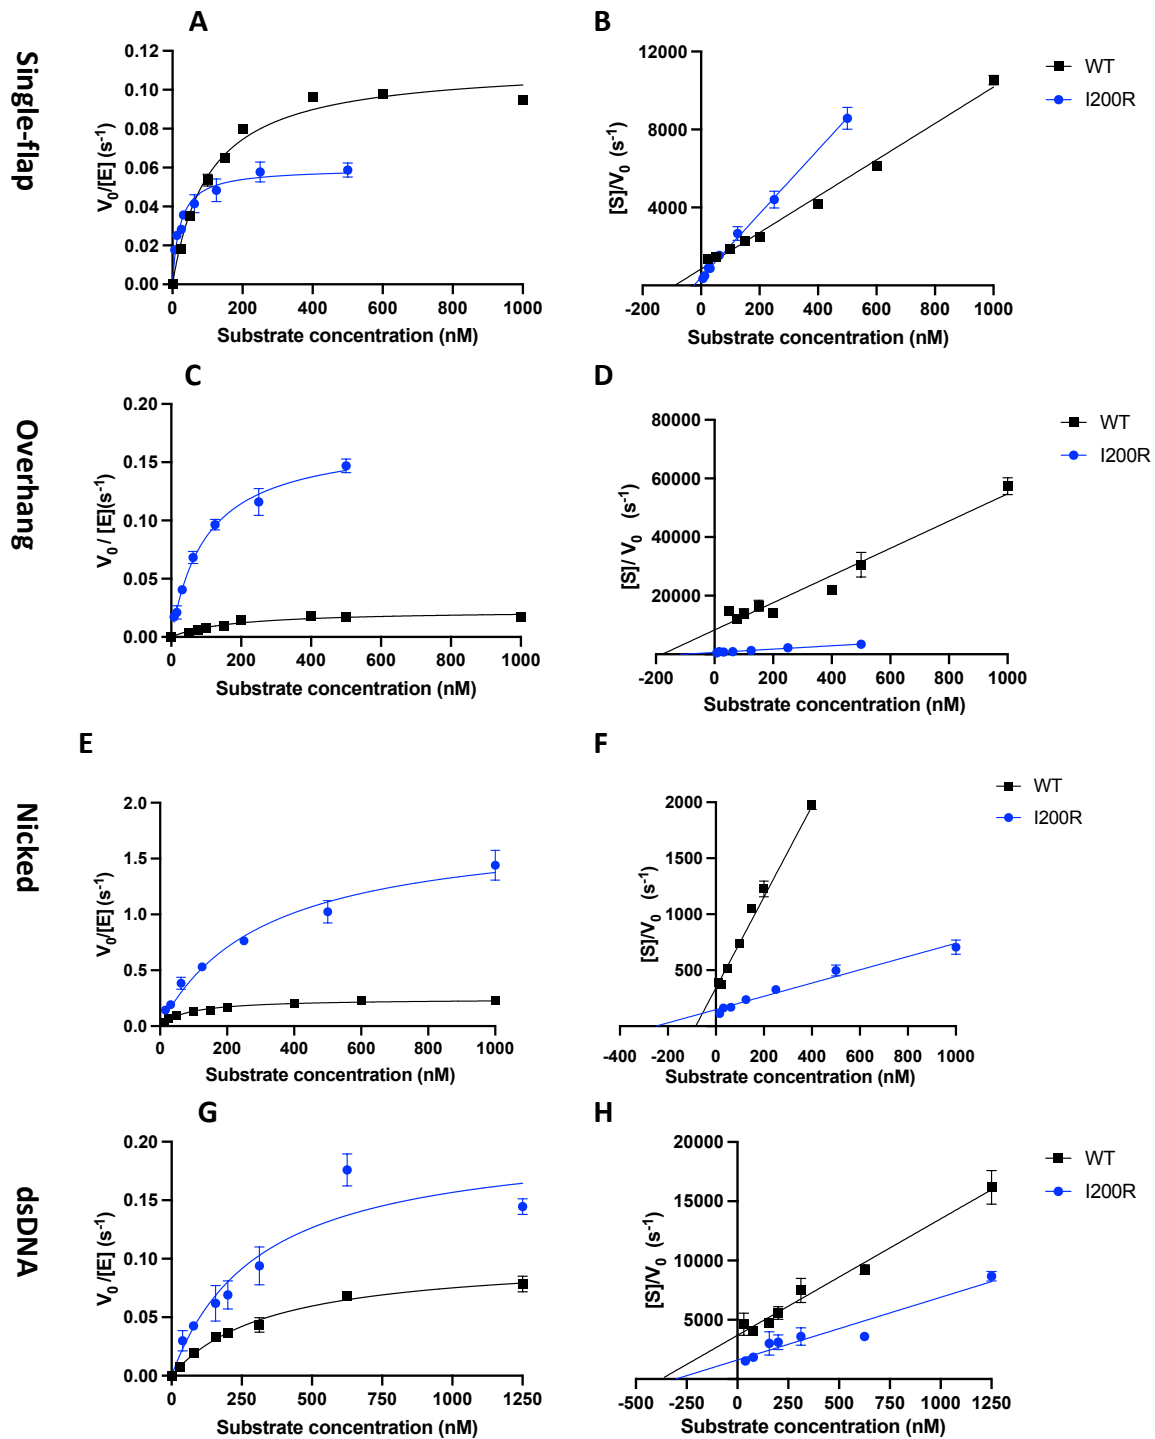 Single-flap
A
V0/[E] (s-1)
0.12
0.10
0.08
0.06
0.04
0.02
0.00
0 200 400 600 800 1000
Substrate concentration (nM)
B
[S]/V0 (s-1)
12000
8000
4000
-200 0 200 400 600 800 1000
Substrate concentration (nM)
WT
I200R
Overhang
C
V0 / [E](s-1)
0.20
0.15
0.10
0.05
0.00
0 200 400 600 800 1000
Substrate concentration (nM)
D
[S]/ V0 (s-1)
80000
60000
40000
20000
-200 0 200 400 600 800 1000
Substrate concentration (nM)
WT
I200R
Nicked
E
V0/[E] (s-1)
2.0
1.5
1.0
0.5
0.0
0 200 400 600 800 1000
Substrate concentration (nM)
F
[S]/V0 (s-1)
2000
1500
1000
500
-400 -200 0 200 400 600 800 1000
Substrate concentration (nM)
WT
I200R
dsDNA
G
V0 /[E] (s-1)
0.20
0.15
0.10
0.05
0.00
0 250 500 750 1000 1250
Substrate concentration (nM)
H
[S]/V0 (s-1)
20000
15000
10000
5000
-500 -250 0 250 500 750 1000 1250
Substrate concentration (nM)
WT
I200R